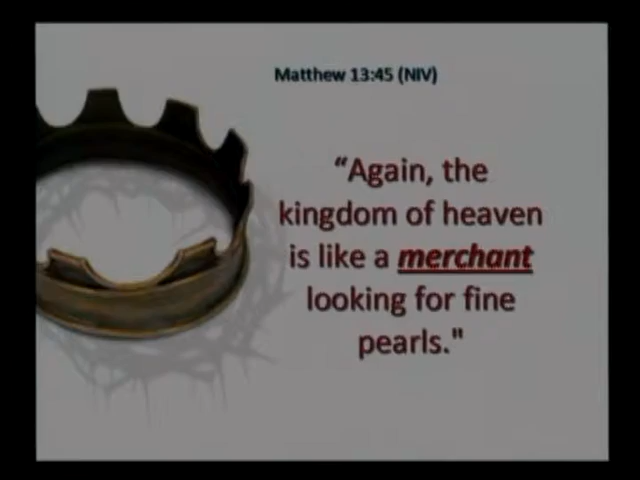 Matthew 13:45 (NIV)
“Again, the
kingdom of heaven
is like a merchant
looking for fine
pearls."